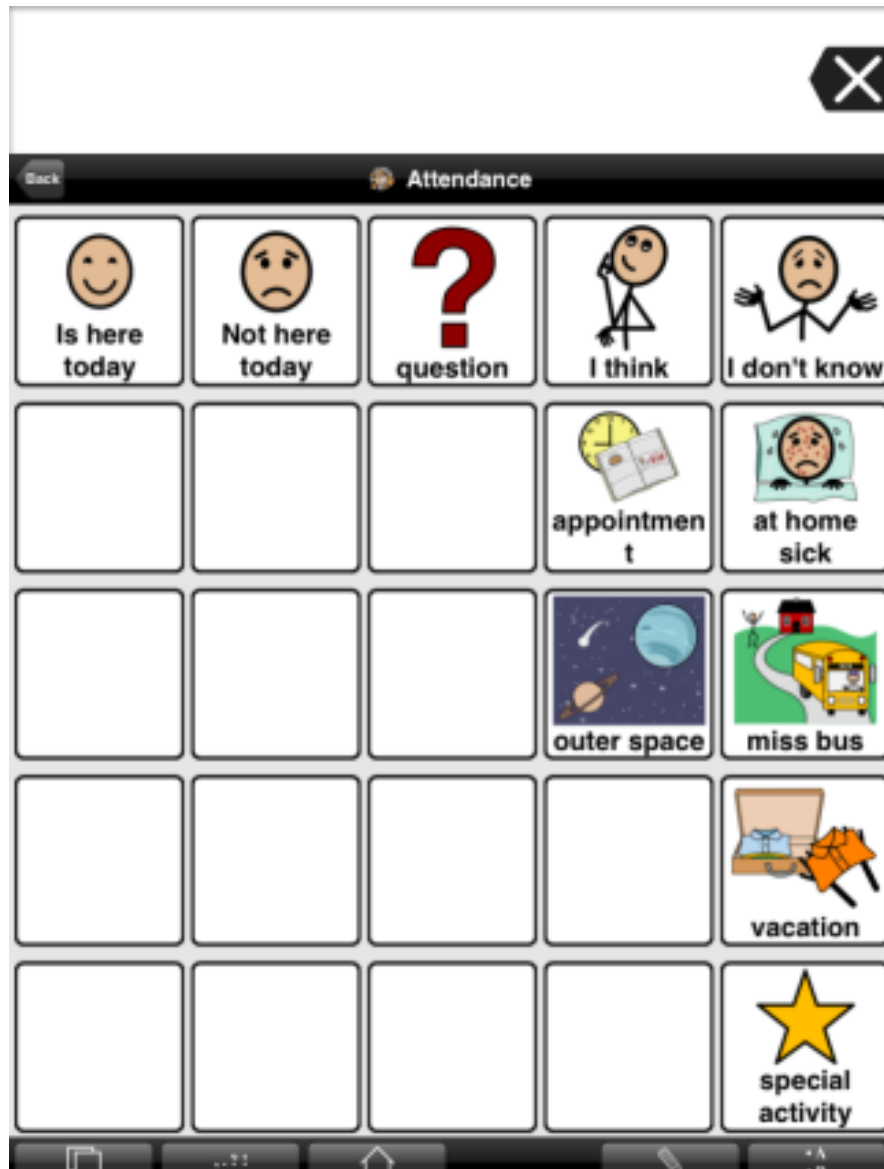 Back
Attendance
Is here
today
Not here
today
question
I think
I don't know
appointmen
t
at home
sick
outer space
miss bus
vacation
special
activity